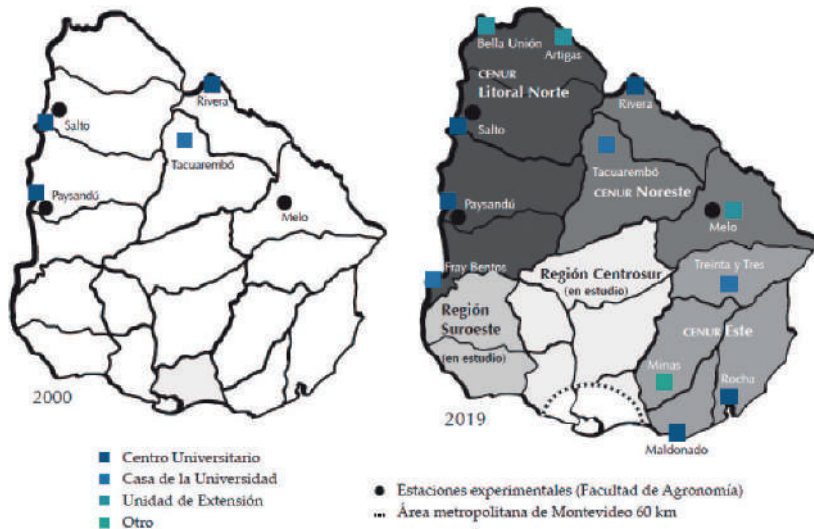 Rivera
Salto
Tacuarembó
Paysandú
Melo
2000
Bella Unión
Artigas
CENUR
Litoral Norte
Rivera
Salto
Tacuarembó
CENUR Noreste
Paysandú
Melo
Fray Bentos
Región Centrosur
(en estudio)
Treinta y Tres
Región
Suroeste
(en estudio)
CENUR Este
Minas
Rocha
2019
Maldonado
Centro Universitario
Casa de la Universidad
Unidad de Extensión
Otro
Estaciones experimentales (Facultad de Agronomía)
Área metropolitana de Montevideo 60 km